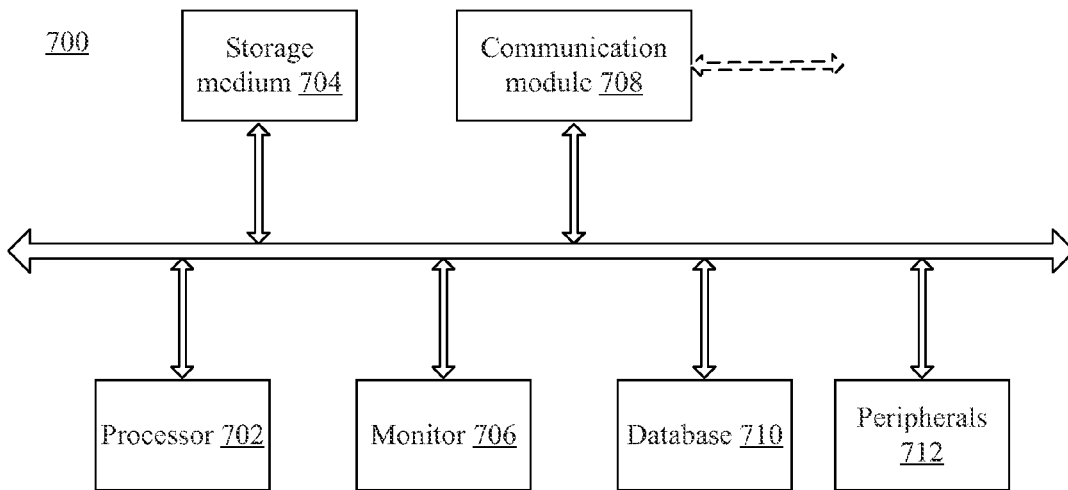 700
Storage
medium 704
Communication
module 708
Processor 702
Monitor 706
Database 710
Peripherals
712